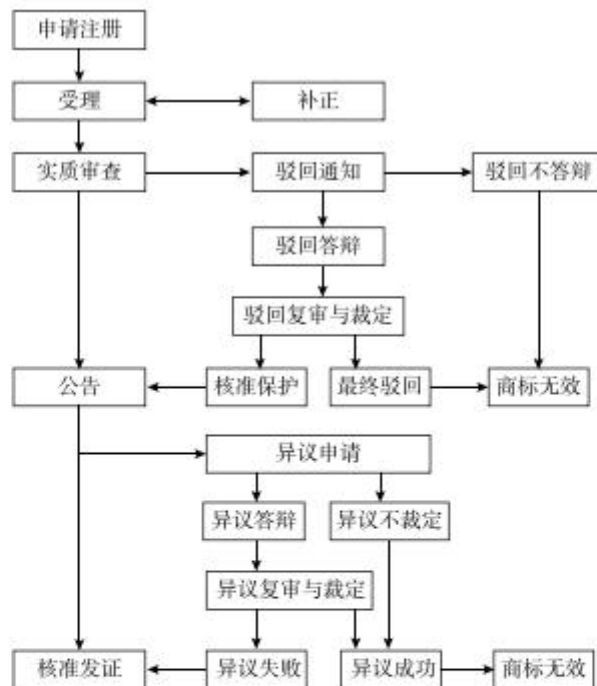 申请注册
受理
补正
实质审查
驳回通知
驳回不答辩
驳回答辩
驳回复审与裁定
公告
核准保护
最终驳回
商标无效
异议申请
异议答辩
异议不裁定
异议复审与裁定
核准发证
异议失败
异议成功
商标无效